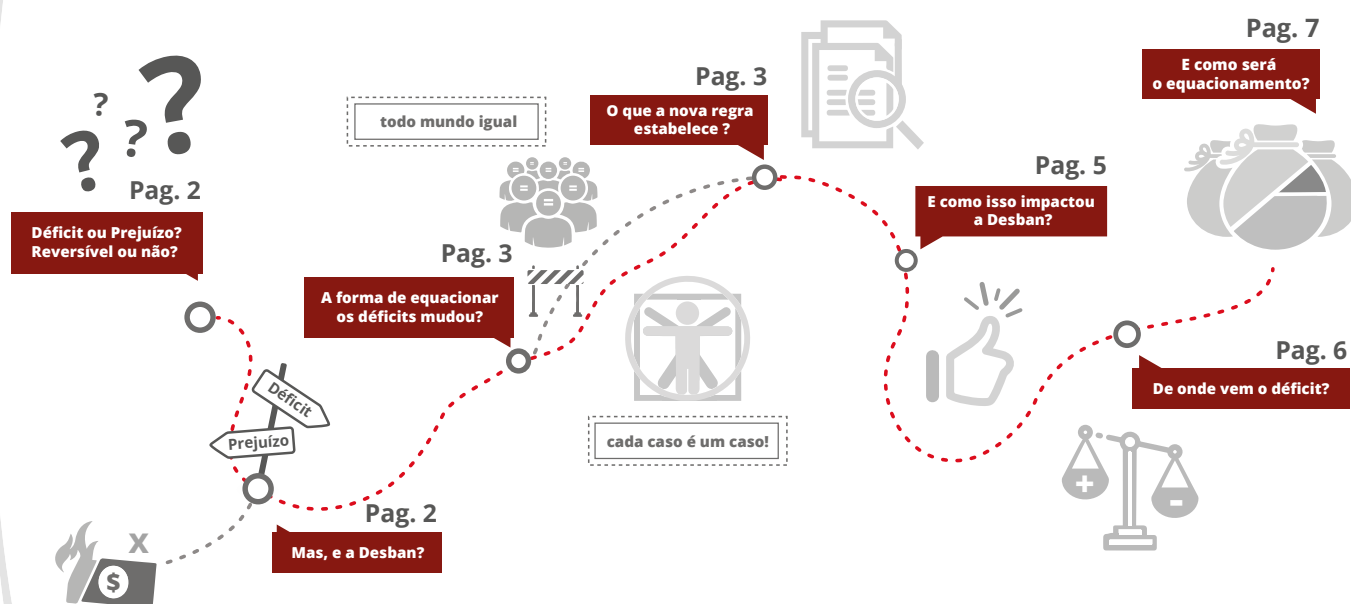 ? ? ? ?
Pag. 2
Déficit ou Prejuízo?
Reversível ou não?
Déficit
Prejuízo
X
$
Pag. 2
Mas, e a Desban?
Pag. 3
A forma de equacionar
os déficits mudou?
todo mundo igual
= = = = = = =
cada caso é um caso!
Pag. 3
O que a nova regra
estabelece ?
Pag. 5
E como isso impactou
a Desban?
Pag. 6
De onde vem o déficit?
+ -
Pag. 7
E como será
o equacionamento?